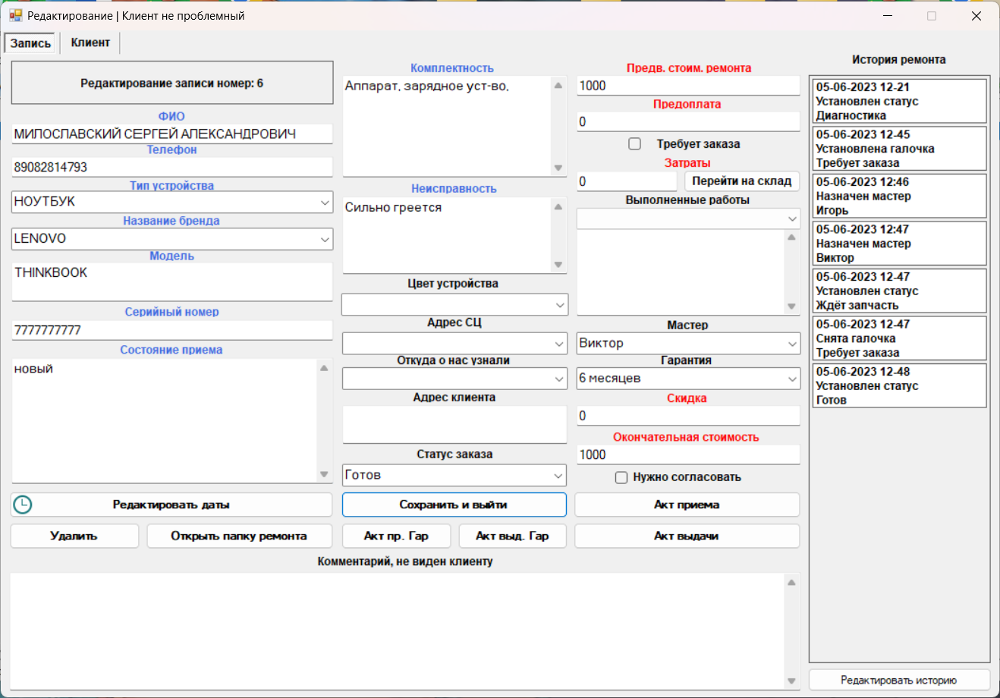 Редактирование | Клиент не проблемный
Запись
Клиент
Редактирование записи номер: 6
ФИО
МИЛОСЛАВСКИЙ СЕРГЕЙ АЛЕКСАНДРОВИЧ
Телефон
89082814793
Тип устройства
НОУТБУК
Название бренда
LENOVO
Модель
THINKBOOK
Серийный номер
7777777777
Состояние приема
новый
Редактировать даты
Удалить
Открыть папку ремонта
Комплектность
Аппарат, зарядное уст-во,
Неисправность
Сильно греется
Цвет устройства
Адрес СЦ
Откуда о нас узнали
Адрес клиента
Статус заказа
Готов
Сохранить и выйти
Акт пр. Гар
Акт выд. Гар
Предв. стоим. ремонта
1000
Предоплата
0
Требует заказа
Затраты
0
Перейти на склад
Выполненные работы
Мастер
Виктор
Гарантия
6 месяцев
Скидка
0
Окончательная стоимость
1000
Нужно согласовать
Акт приема
Акт выдачи
Комментарий, не виден клиенту
История ремонта
05-06-2023 12-21
Установлен статус
Диагностика
05-06-2023 12-45
Установлена галочка
Требует заказа
05-06-2023 12:46
Назначен мастер
Игорь
05-06-2023 12:47
Назначен мастер
Виктор
05-06-2023 12-47
Установлен статус
Ждёт запчасть
05-06-2023 12-47
Снята галочка
Требует заказа
05-06-2023 12-48
Установлен статус
Готов
Редактировать историю